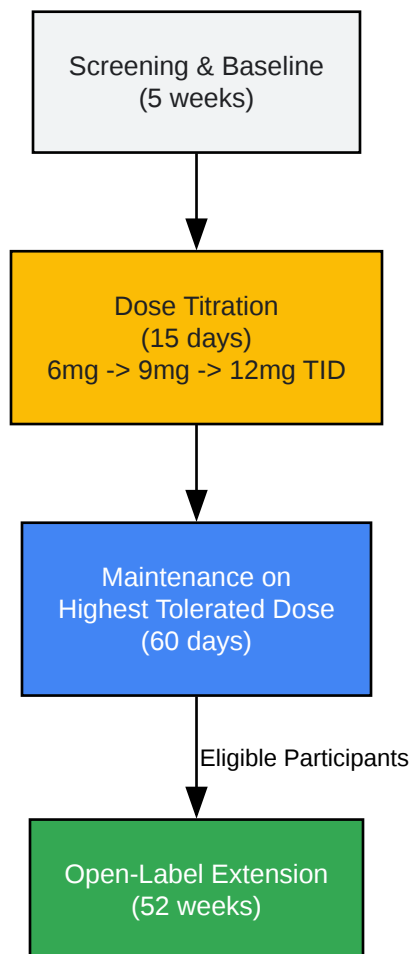 Screening & Baseline
(5 weeks)
Dose Titration
(15 days)
6mg -> 9mg -> 12mg TID
Maintenance on
Highest Tolerated Dose
(60 days)
Eligible Participants
Open-Label Extension
(52 weeks)